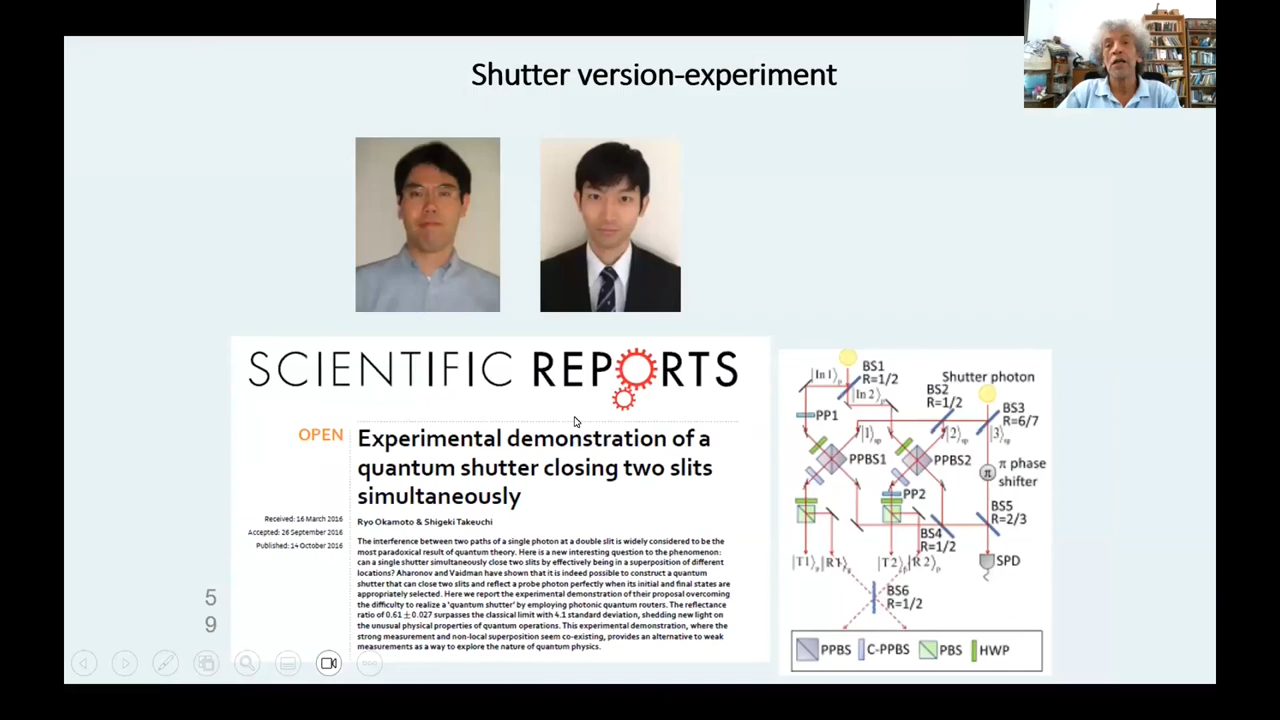 Shutter version-experiment
SCIENTIFIC REPORTS
OPEN
Experimental demonstration of a
quantum shutter closing two slits
simultaneously
Received: 16 March 2016
Accepted: 26 September 2016
Published: 14 October 2016
Ryo Okamoto & Shigeki Takeuchi
The interference between two paths of a single photon at a double slit is widely considered to be the
most paradoxical result of quantum theory. Here is a new interesting question to the phenomenon:
can a single shutter simultaneously close two slits by effectively being in a superposition of different
locations? Aharonov and Vaidman have shown that it is indeed possible to construct a quantum
shutter that can close two slits and reflect a probe photon perfectly when its initial and final states are
appropriately selected. Here we report the experimental demonstration of their proposal overcoming
the difficulty to realize a 'quantum shutter' by employing photonic quantum routers. The reflectance
ratio of 0.61 ± 0.027 surpasses the classical limit with 4.1 standard deviation, shedding new light on
the unusual physical properties of quantum operations. This experimental demonstration, where the
strong measurement and non-local superposition seem co-existing, provides an alternative to weak
measurements as a way to explore the nature of quantum physics.
5
9
BS1
R=1/2
|In 1⟩p
|In 2⟩p
Shutter photon
BS2
R=1/2
BS3
R=6/7
PP1
|1⟩sp
|2⟩sp
|3⟩sp
PPBS1
PPBS2
π phase
shifter
π
PP2
BS5
R=2/3
BS4
R=1/2
|T1⟩p
|R1⟩p
|T2⟩p
|R2⟩p
SPD
BS6
R=1/2
PPBS
C-PPBS
PBS
HWP